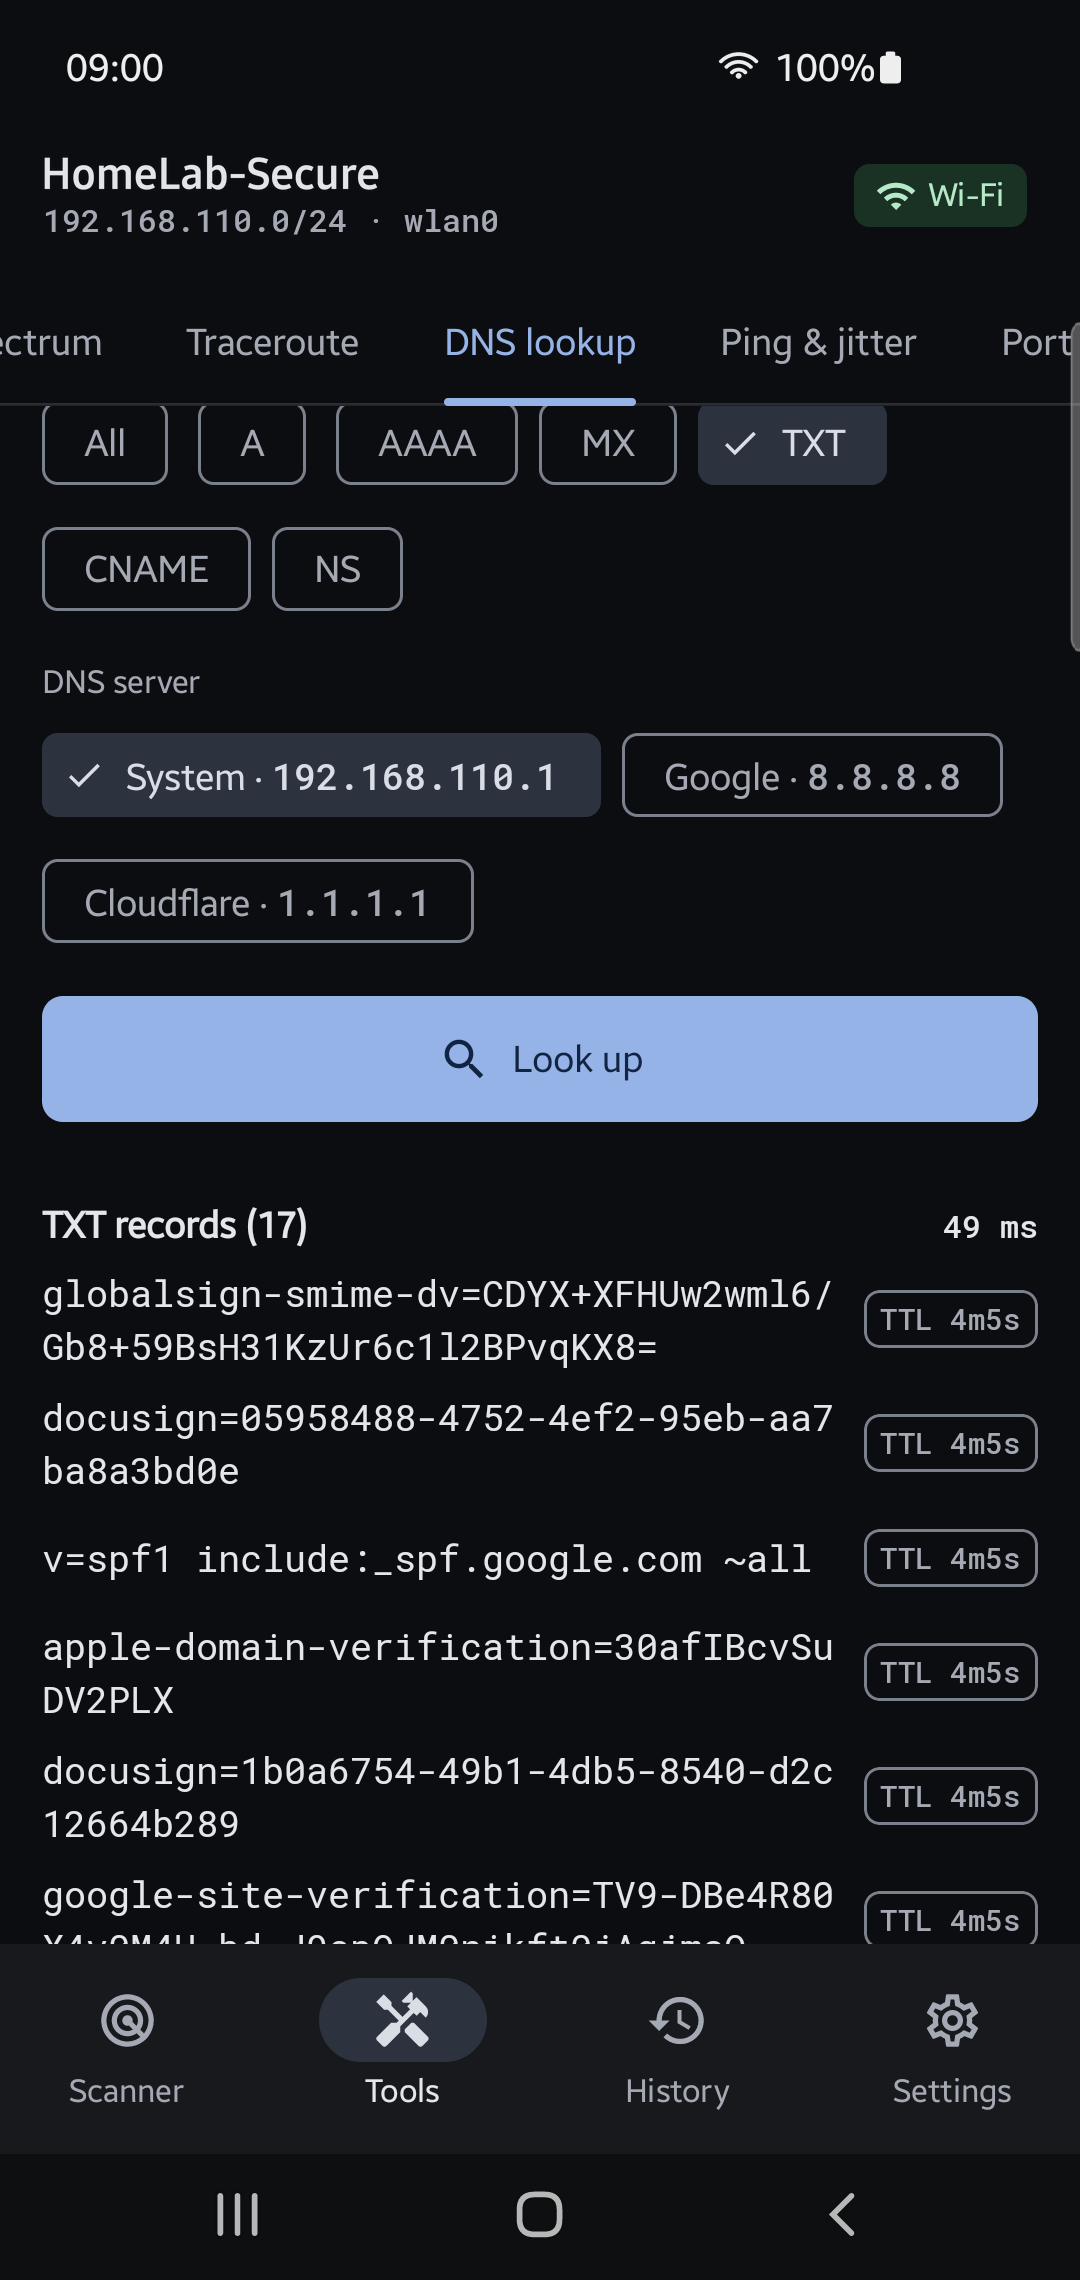 09:00
100%
HomeLab-Secure
192.168.110.0/24 · wlan0
Wi-Fi
ectrum Traceroute DNS lookup Ping & jitter Port
All A AAAA MX TXT
CNAME NS
DNS server
System · 192.168.110.1 Google · 8.8.8.8
Cloudflare · 1.1.1.1
Look up
TXT records (17) 49 ms
globalsign-smime-dv=CDYX+XFHUw2wml6/
Gb8+59BsH31KzUr6c1l2BPvqKX8=
TTL 4m5s
docusign=05958488-4752-4ef2-95eb-aa7
ba8a3bd0e
TTL 4m5s
v=spf1 include:_spf.google.com ~all
TTL 4m5s
apple-domain-verification=30afIBcvSu
DV2PLX
TTL 4m5s
docusign=1b0a6754-49b1-4db5-8540-d2c
12664b289
TTL 4m5s
google-site-verification=TV9-DBe4R80
TTL 4m5s
Scanner Tools History Settings